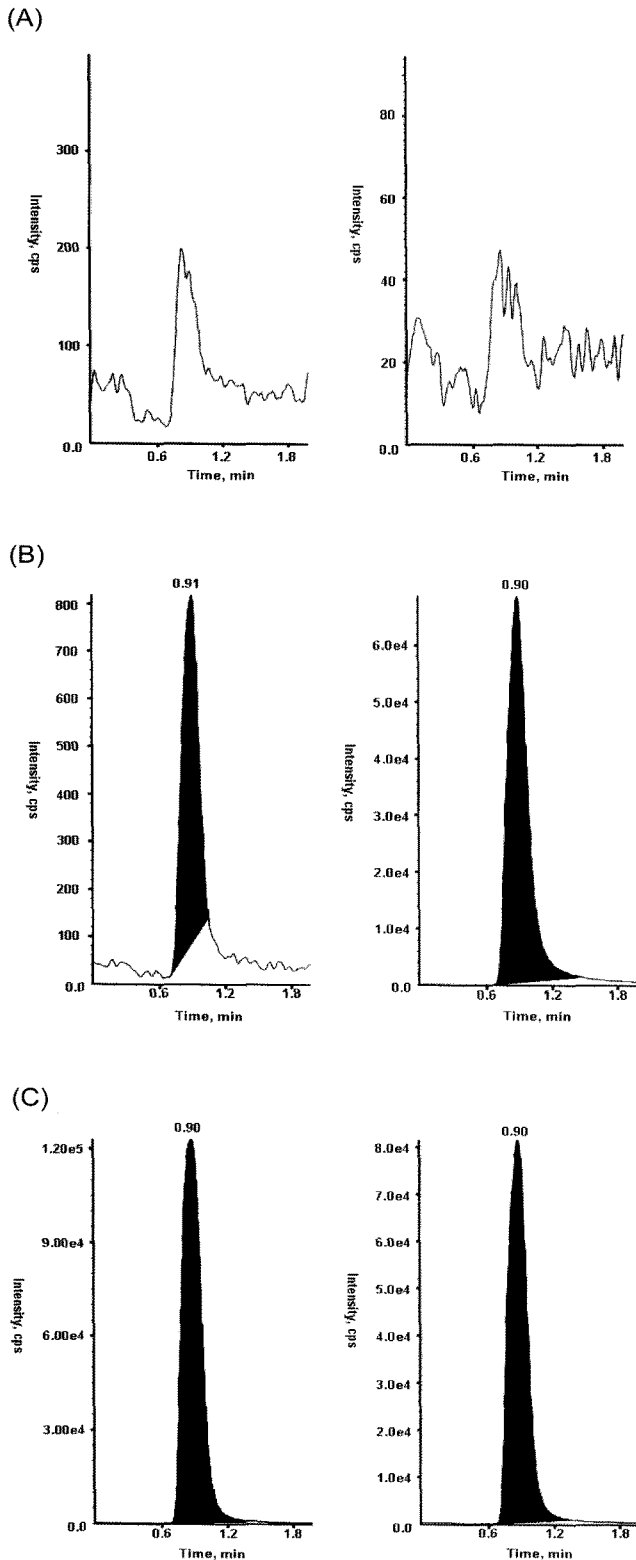 (A)
300
200
100
0.0
Intensity, cps
0.6 1.2 1.8
Time, min
80
60
40
20
0.0
Intensity, cps
0.6 1.2 1.8
Time, min
(B)
0.91
800
700
600
500
400
300
200
100
0.0
Intensity, cps
0.6 1.2 1.8
Time, min
0.90
6.0e4
5.0e4
4.0e4
3.0e4
2.0e4
1.0e4
0.0
Intensity, cps
0.6 1.2 1.8
Time, min
(C)
0.90
1.20e5
9.00e4
6.00e4
3.00e4
0.0
Intensity, cps
0.6 1.2 1.8
Time, min
0.90
8.0e4
7.0e4
6.0e4
5.0e4
4.0e4
3.0e4
2.0e4
1.0e4
0.0
Intensity, cps
0.6 1.2 1.8
Time, min